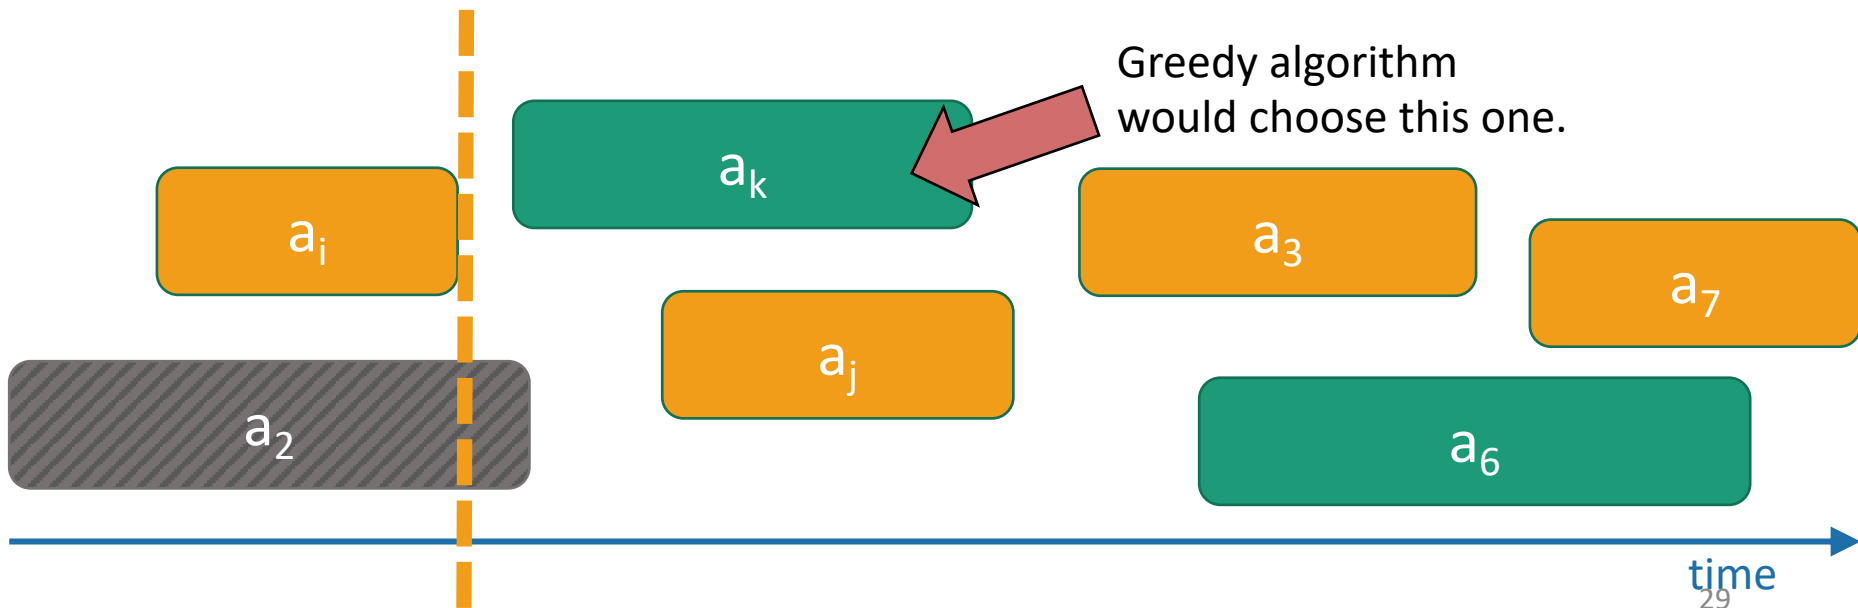 Greedy algorithm
would choose this one.
aₖ
aᵢ
a₃
a₇
aⱼ
a₂
a₆
time
29